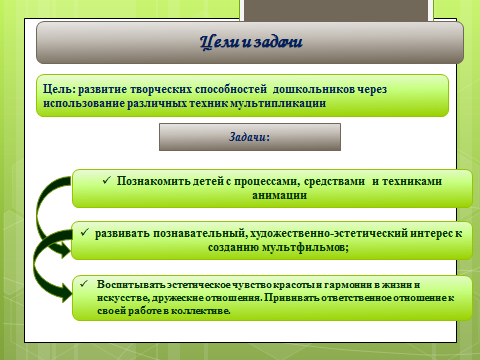 Цели и задачи
Цель: развитие творческих способностей дошкольников через
использование различных техник мультипликации
Задачи:
✓ Познакомить детей с процессами, средствами и техниками
анимации
✓ развивать познавательный, художественно-эстетический интерес к
созданию мультфильмов;
✓ Воспитывать эстетическое чувство красоты и гармонии в жизни и
искусстве, дружеские отношения. Прививать ответственное отношение к
своей работе в коллективе.